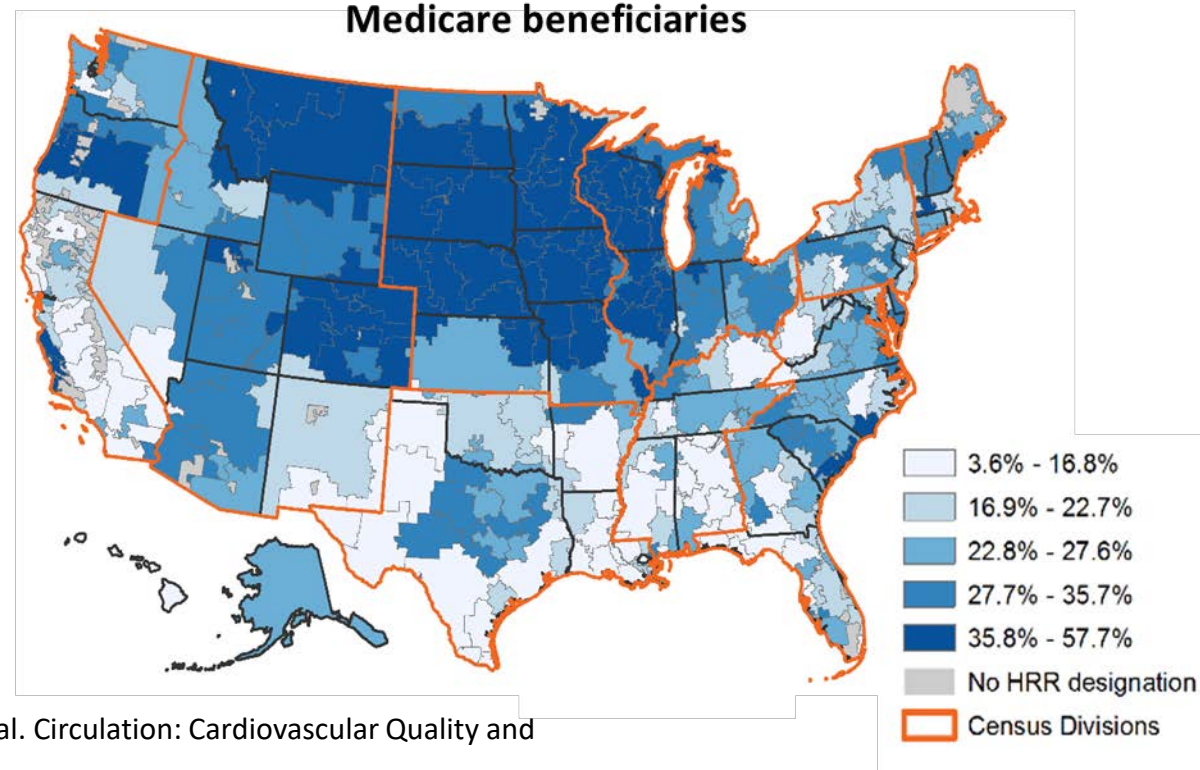 Medicare beneficiaries
3.6% - 16.8%
16.9% - 22.7%
22.8% - 27.6%
27.7% - 35.7%
35.8% - 57.7%
No HRR designation
Census Divisions
al. Circulation: Cardiovascular Quality and